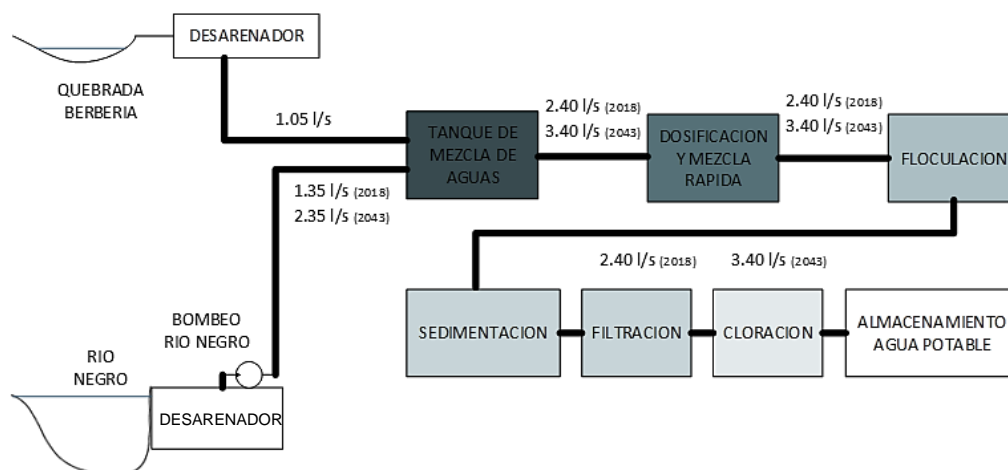 DESARENADOR
QUEBRADA
BERBERIA
1.05 l/s
TANQUE DE
MEZCLA DE
AGUAS
2.40 l/s (2018)
3.40 l/s (2043)
DOSIFICACION
Y MEZCLA
RAPIDA
2.40 l/s (2018)
3.40 l/s (2043)
FLOCULACION
1.35 l/s (2018)
2.35 l/s (2043)
2.40 l/s (2018) 3.40 l/s (2043)
SEDIMENTACION
FILTRACION
CLORACION
ALMACENAMIENTO
AGUA POTABLE
BOMBEO
RIO NEGRO
RIO
NEGRO
DESARENADOR